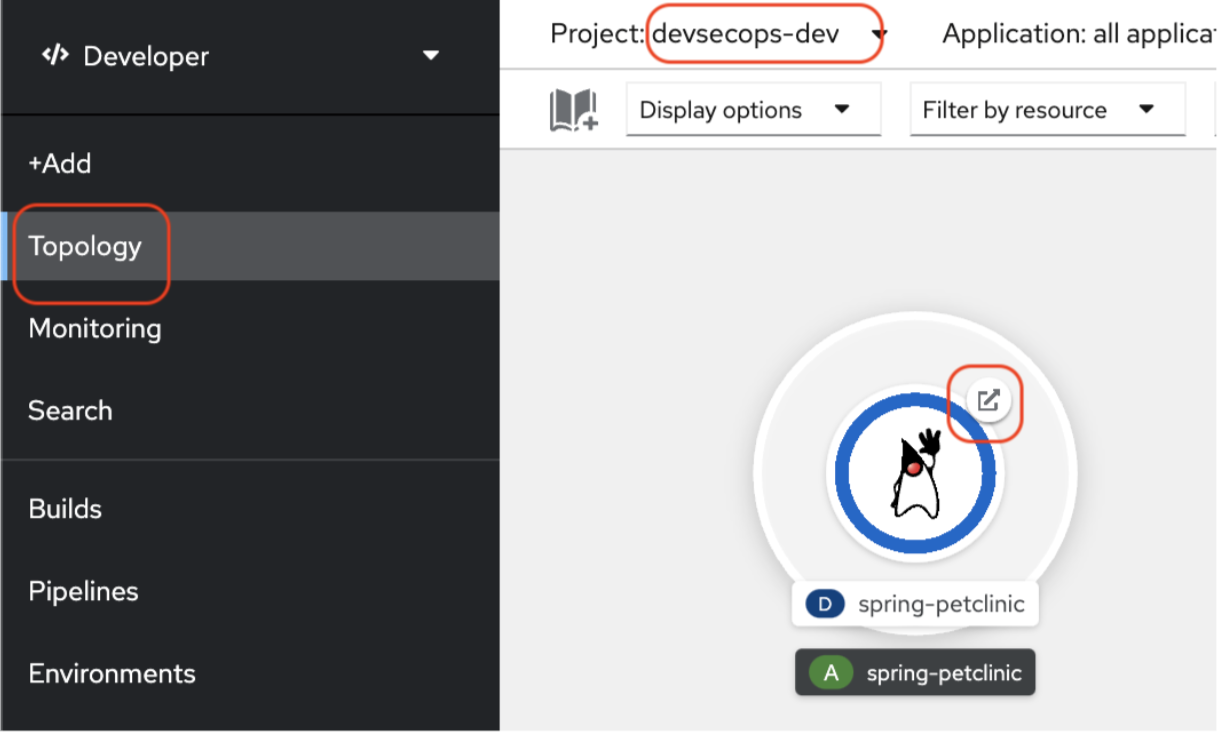 </> Developer
+Add
Topology
Monitoring
Search
Builds
Pipelines
Environments
Project: devsecops-dev
Application: all applica
Display options
Filter by resource
D spring-petclinic
A spring-petclinic